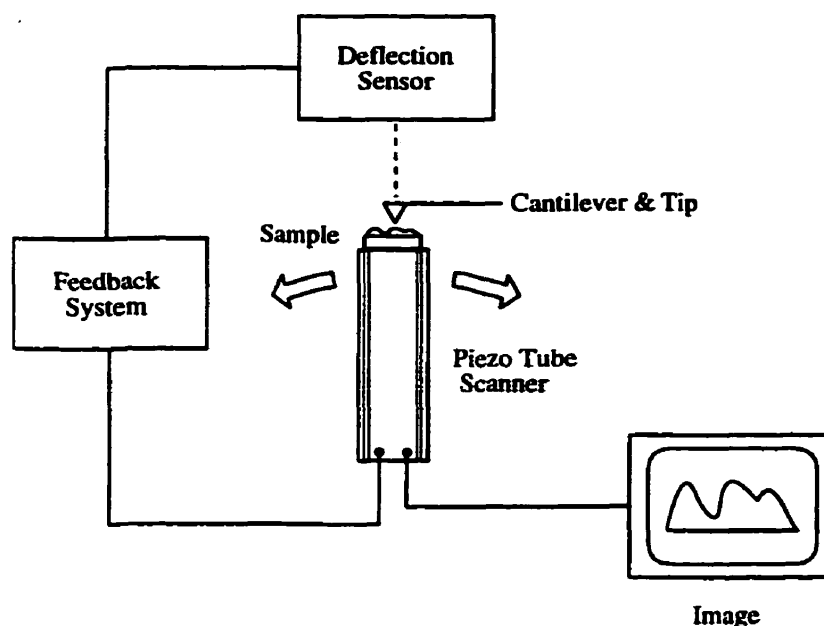 Deflection
Sensor
Cantilever & Tip
Sample
Feedback
System
Piezo Tube
Scanner
Image